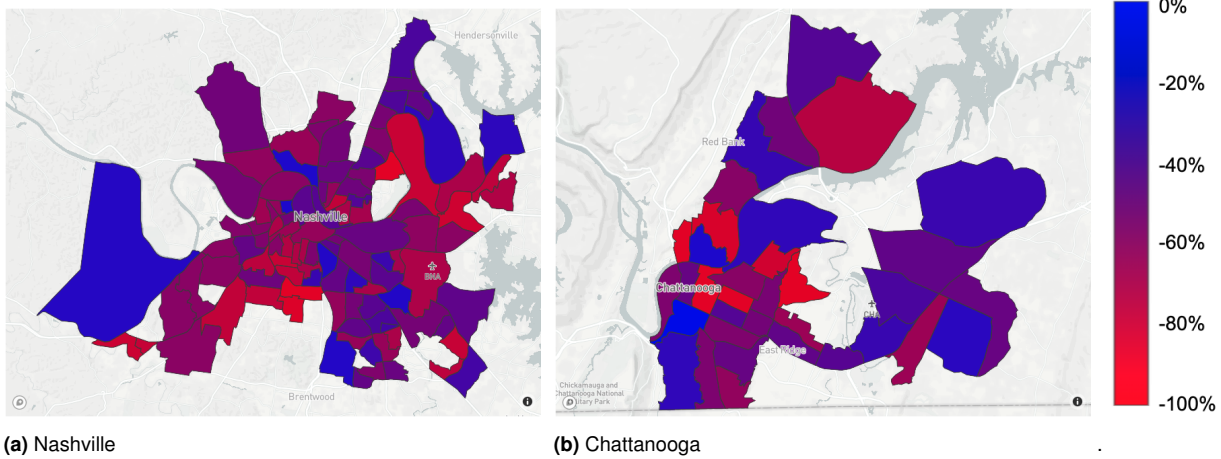 Hendersonville
Nashville
BNA
Brentwood
Red Bank
Chattanooga
CHA
East Ridge
Chickamauga and
Chattanooga National
Military Park
0%
-20%
-40%
-60%
-80%
-100%
(a) Nashville
(b) Chattanooga
.